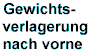 Gewichts-
verlagerung
nach vorne